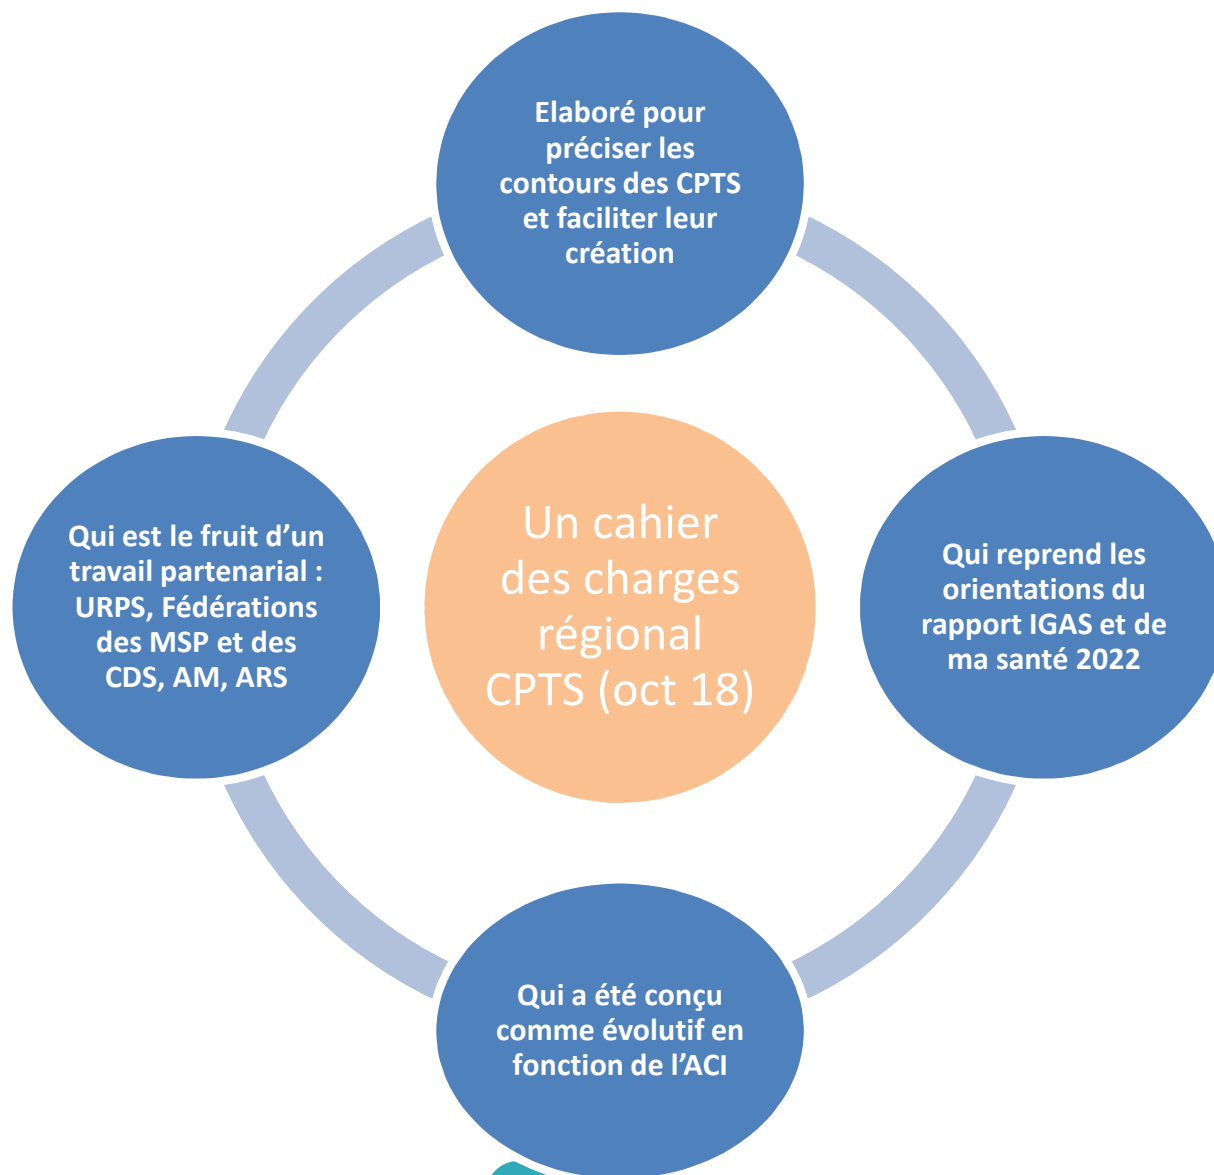 Elaboré pour
préciser les
contours des CPTS
et faciliter leur
création
Qui est le fruit d’un
travail partenarial :
URPS, Fédérations
des MSP et des
CDS, AM, ARS
Un cahier
des charges
régional
CPTS (oct 18)
Qui reprend les
orientations du
rapport IGAS et de
ma santé 2022
Qui a été conçu
comme évolutif en
fonction de l’ACI